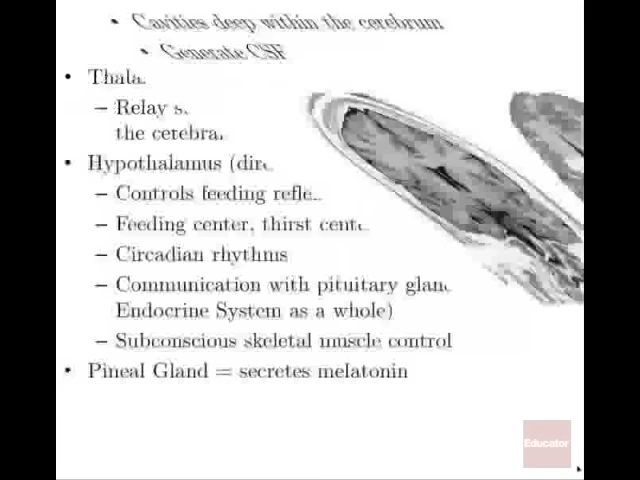 • Cavities deep within the cerebrum
• Generate CSF
• Thala
– Relay s
the cerebra
• Hypothalamus (dire
– Controls feeding refle
– Feeding center, thirst cente
– Circadian rhythms
– Communication with pituitary glan
Endocrine System as a whole)
– Subconscious skeletal muscle control
• Pineal Gland = secretes melatonin
Educator